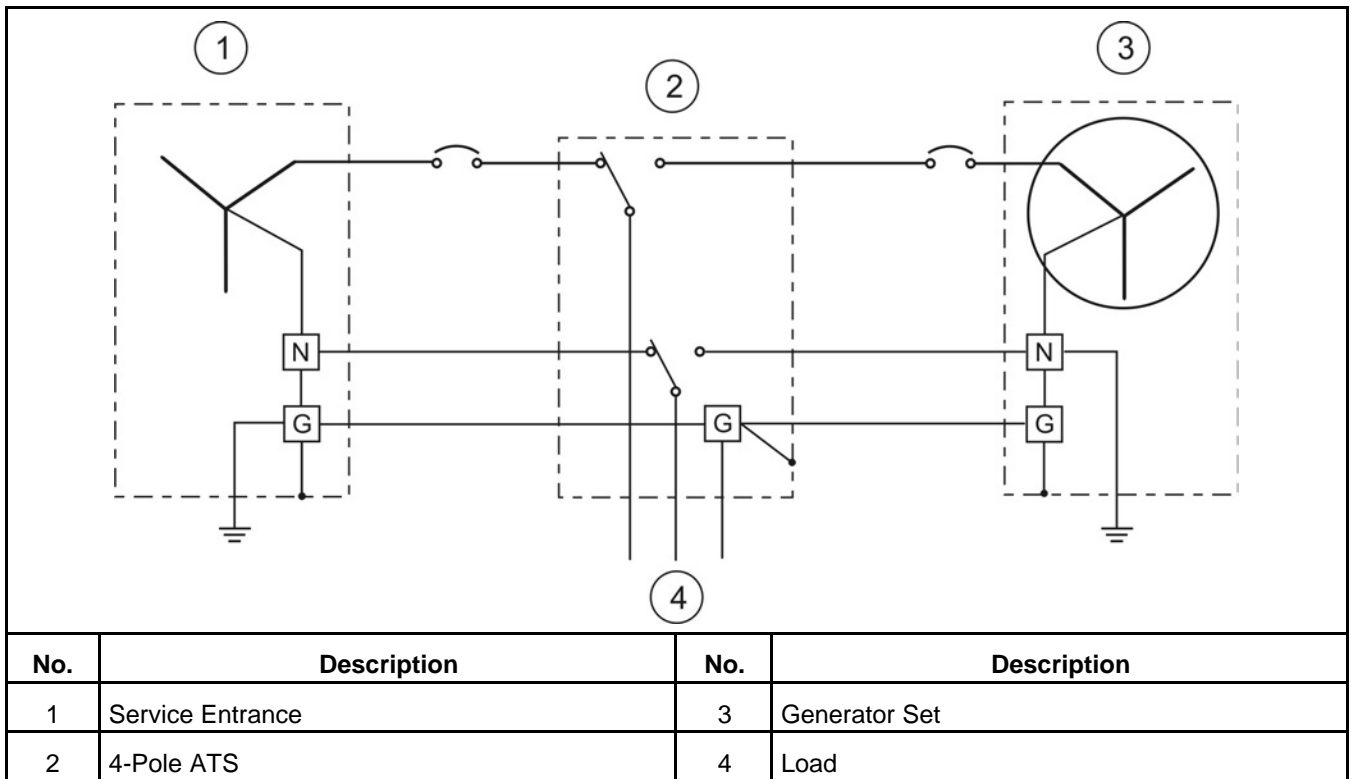 1
3
2
N
N
G
G
G
4
No. Description No. Description
1 Service Entrance 3 Generator Set
2 4-Pole ATS 4 Load